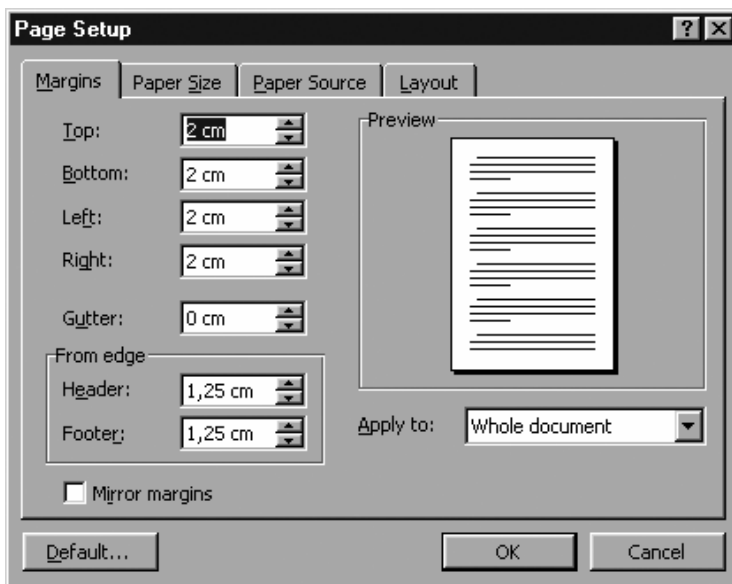 Page Setup
Margins Paper Size Paper Source Layout
Top: 2 cm
Bottom: 2 cm
Left: 2 cm
Right: 2 cm
Gutter: 0 cm
From edge
Header: 1,25 cm
Footer: 1,25 cm
Mirror margins
Preview
Apply to: Whole document
Default... OK Cancel